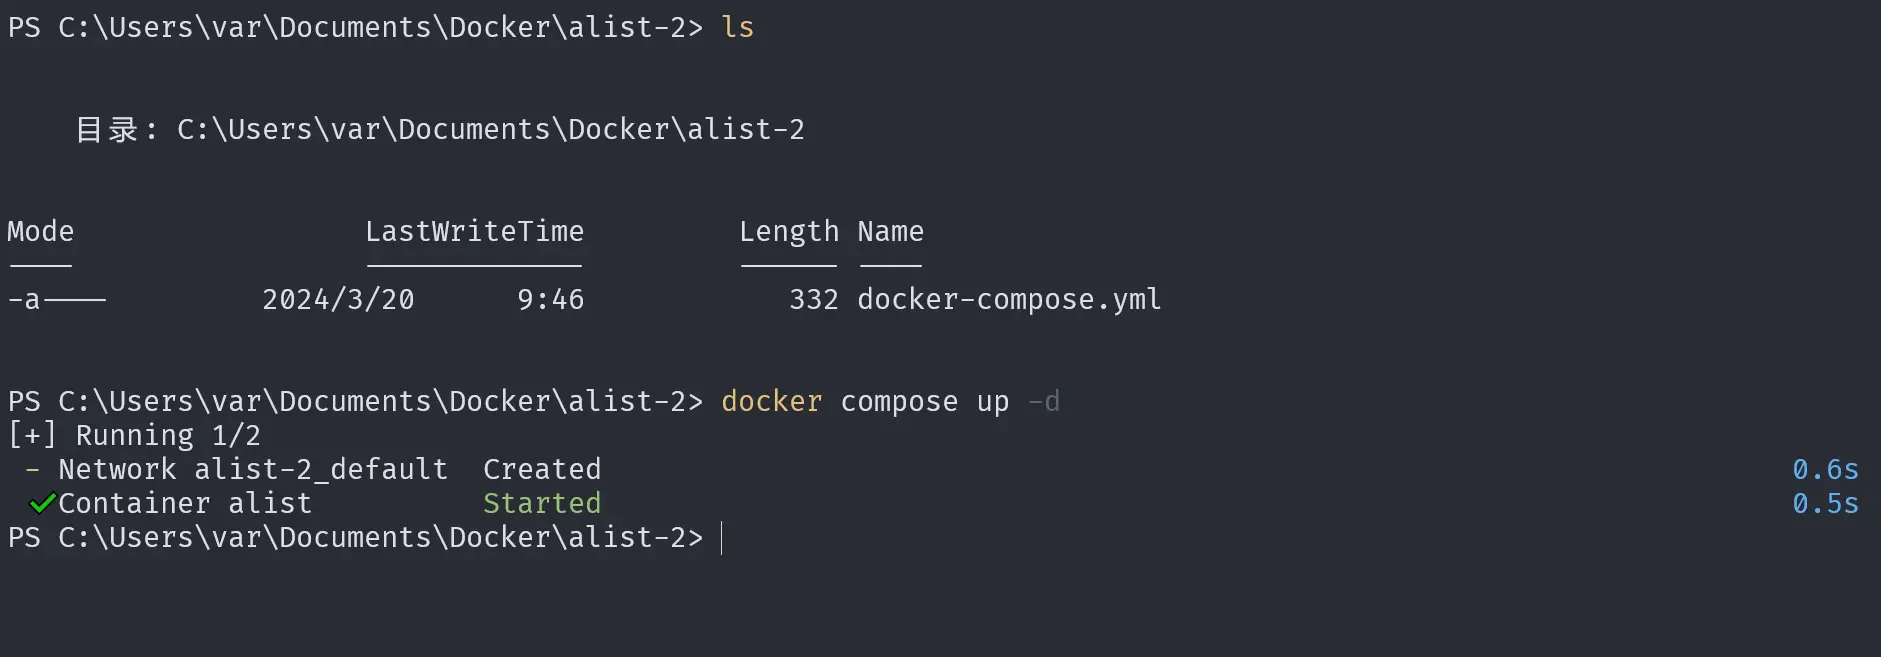 PS C:\Users\var\Documents\Docker\alist-2> ls
目录: C:\Users\var\Documents\Docker\alist-2
Mode                 LastWriteTime         Length Name
----                 -------------         ------ ----
-a----         2024/3/20      9:46            332 docker-compose.yml
PS C:\Users\var\Documents\Docker\alist-2> docker compose up -d
[+] Running 1/2
 - Network alist-2_default  Created 0.6s
 ✔Container alist          Started 0.5s
PS C:\Users\var\Documents\Docker\alist-2>